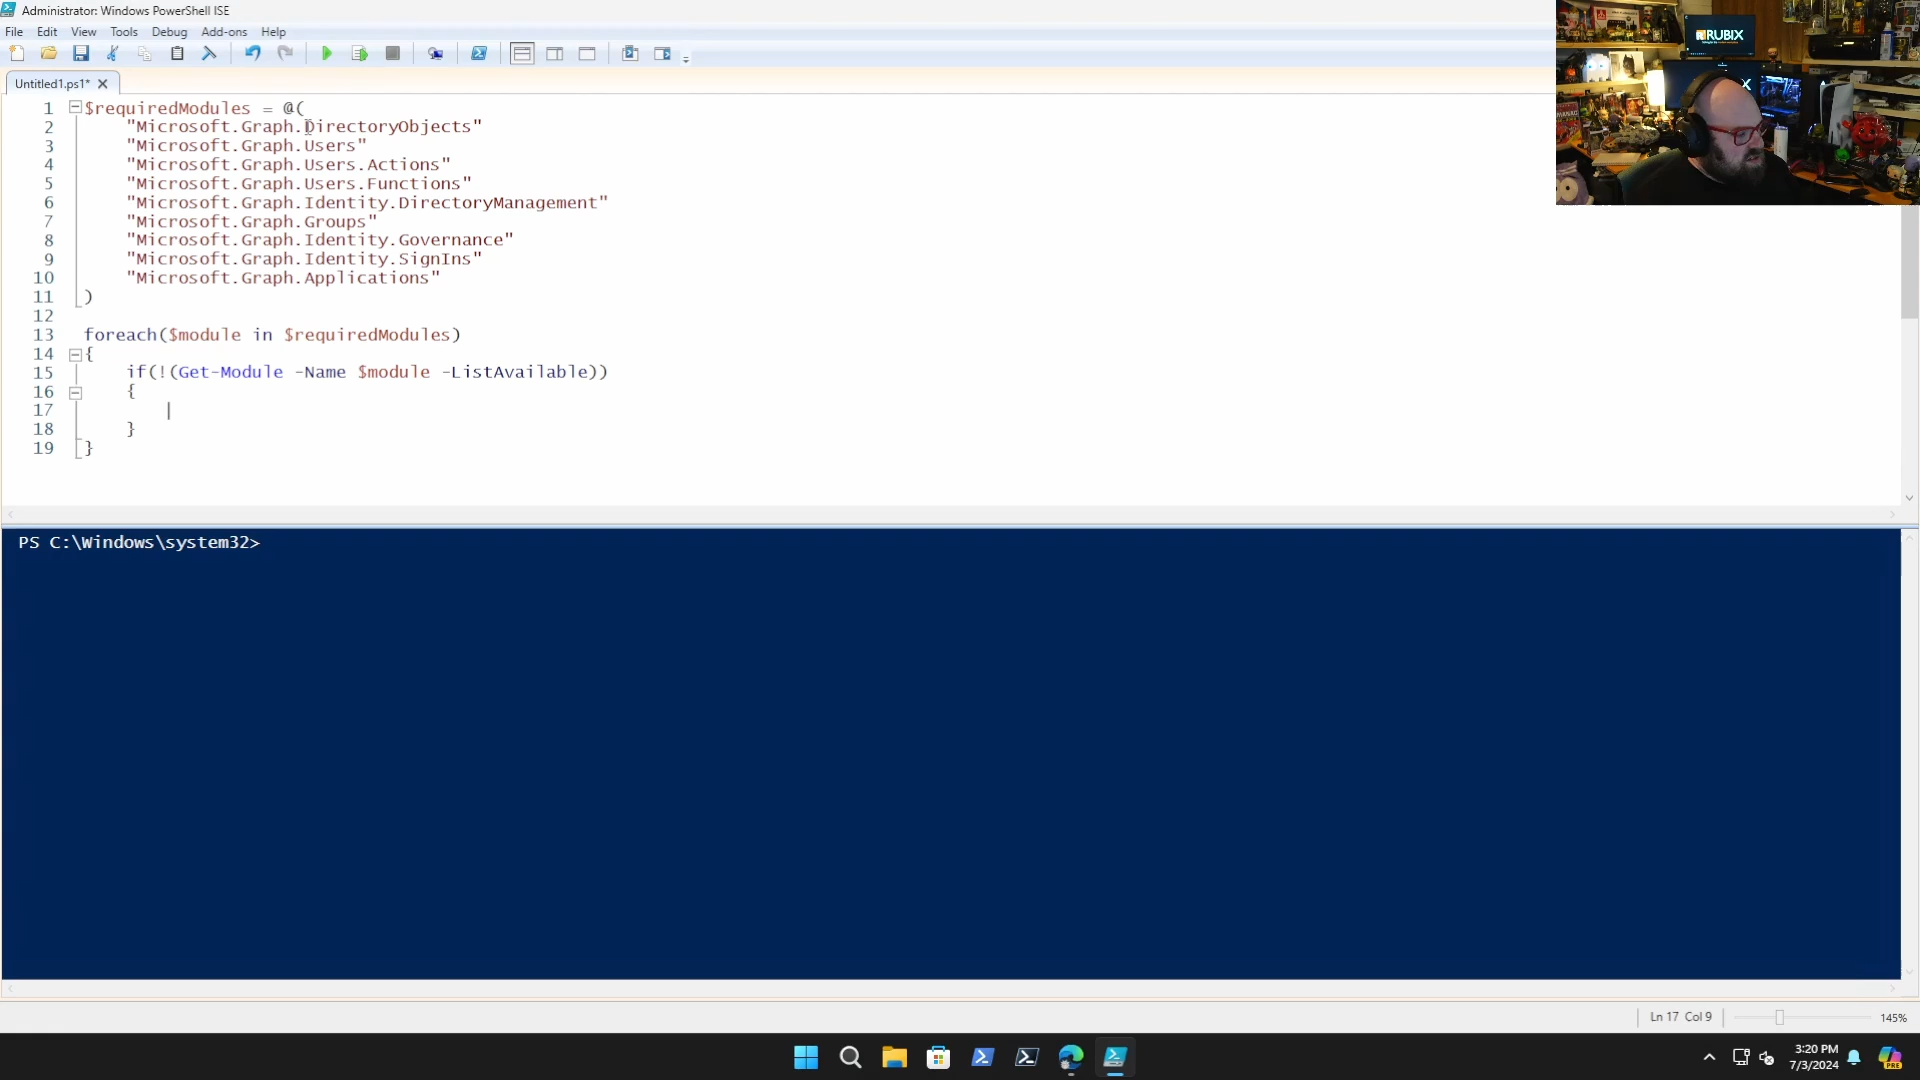 Administrator: Windows PowerShell ISE
File Edit View Tools Debug Add-ons Help
Untitled1.ps1*
1 $requiredModules = @(
2 "Microsoft.Graph.DirectoryObjects"
3 "Microsoft.Graph.Users"
4 "Microsoft.Graph.Users.Actions"
5 "Microsoft.Graph.Users.Functions"
6 "Microsoft.Graph.Identity.DirectoryManagement"
7 "Microsoft.Graph.Groups"
8 "Microsoft.Graph.Identity.Governance"
9 "Microsoft.Graph.Identity.SignIns"
10 "Microsoft.Graph.Applications"
11 )
12
13 foreach($module in $requiredModules)
14 {
15 if(!(Get-Module -Name $module -ListAvailable))
16 {
17
18 }
19 }
PS C:\Windows\system32>
Ln 17 Col 9
145%
3:20 PM
7/3/2024
PRE
RUBIX